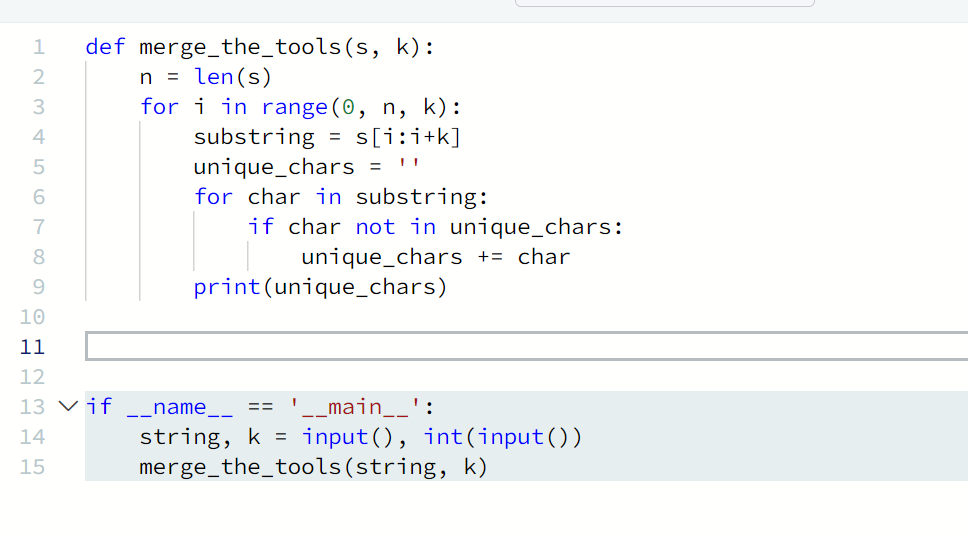 1 def merge_the_tools(s, k):
2     n = len(s)
3     for i in range(0, n, k):
4         substring = s[i:i+k]
5         unique_chars = ''
6         for char in substring:
7             if char not in unique_chars:
8                 unique_chars += char
9         print(unique_chars)
10
11
12
13 if __name__ == '__main__':
14     string, k = input(), int(input())
15     merge_the_tools(string, k)